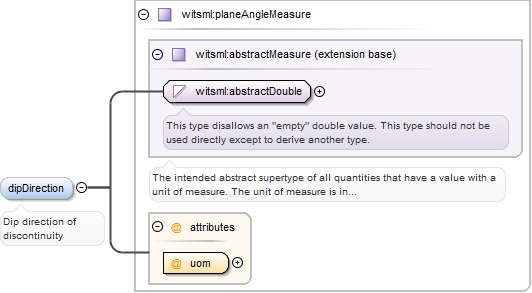 witsml:planeAngleMeasure
witsml:abstractMeasure (extension base)
witsml:abstractDouble
This type disallows an "empty" double value. This type should not be
used directly except to derive another type.
The intended abstract supertype of all quantities that have a value with a
unit of measure. The unit of measure is in...
dipDirection
Dip direction of
discontinuity
@ attributes
@ uom